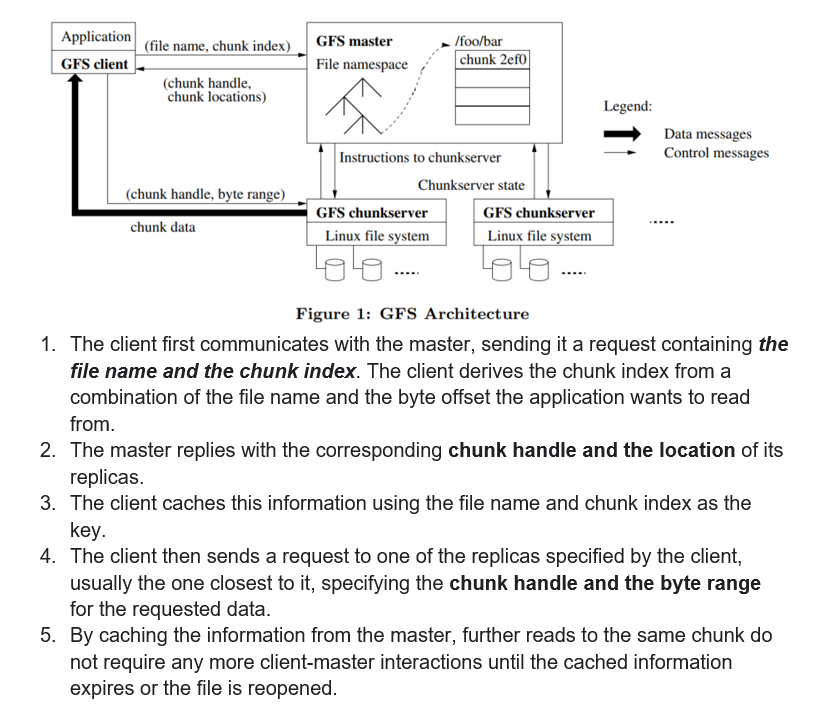 Application
GFS client
(file name, chunk index)
(chunk handle,
chunk locations)
GFS master
File namespace
/foo/bar
chunk 2ef0
Legend:
Data messages
Control messages
Instructions to chunkserver
Chunkserver state
(chunk handle, byte range)
chunk data
GFS chunkserver
Linux file system
GFS chunkserver
Linux file system
Figure 1: GFS Architecture
1. The client first communicates with the master, sending it a request containing the
file name and the chunk index. The client derives the chunk index from a
combination of the file name and the byte offset the application wants to read
from.
2. The master replies with the corresponding chunk handle and the location of its
replicas.
3. The client caches this information using the file name and chunk index as the
key.
4. The client then sends a request to one of the replicas specified by the client,
usually the one closest to it, specifying the chunk handle and the byte range
for the requested data.
5. By caching the information from the master, further reads to the same chunk do
not require any more client-master interactions until the cached information
expires or the file is reopened.